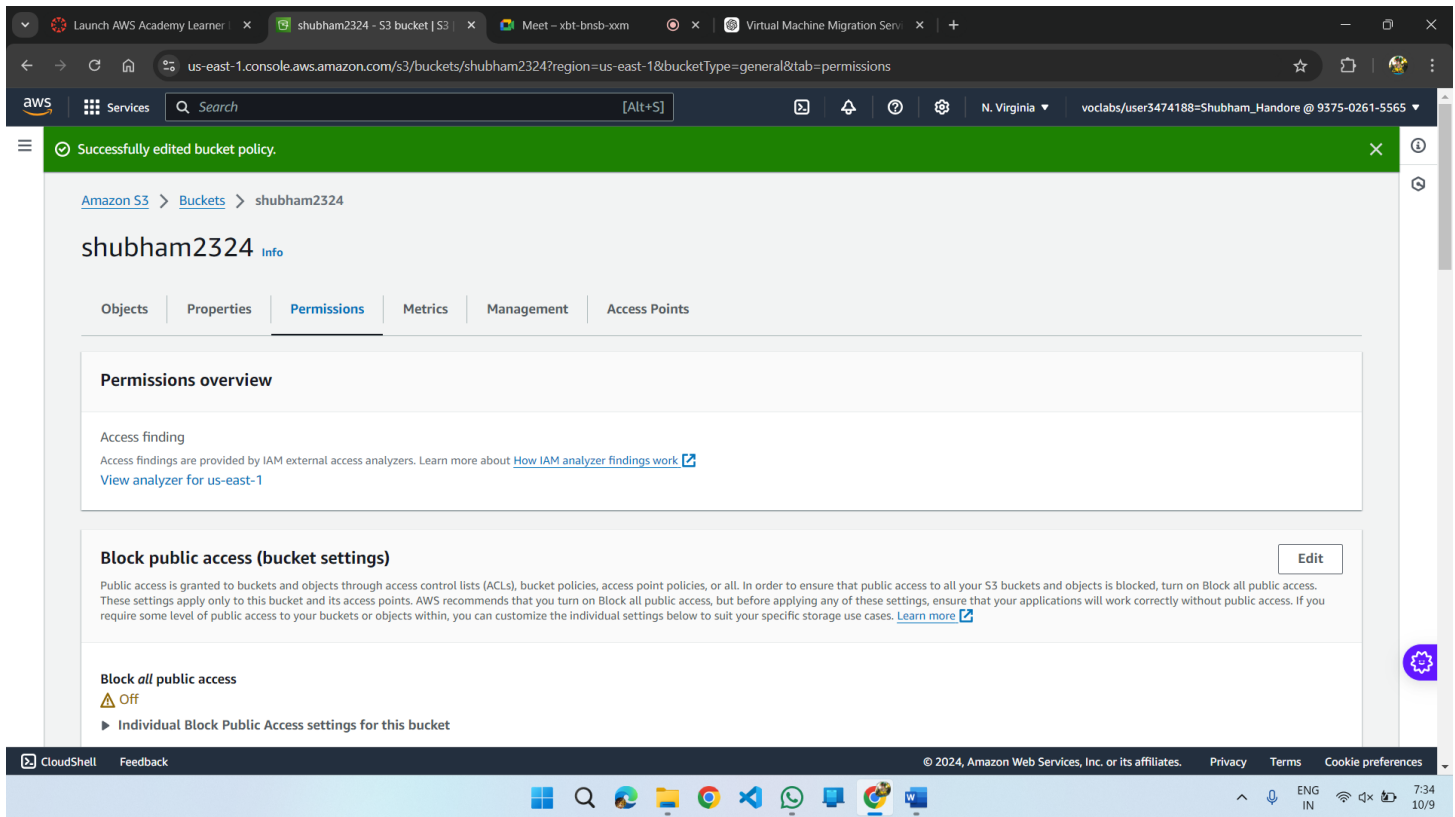 Launch AWS Academy Learner
shubham2324 - S3 bucket | S3 |
Meet – xbt-bnsb-xxm
Virtual Machine Migration Serv
us-east-1.console.aws.amazon.com/s3/buckets/shubham2324?region=us-east-1&bucketType=general&tab=permissions
aws
Services
Search
[Alt+S]
N. Virginia
voclabs/user3474188=Shubham_Handore @ 9375-0261-5565
Successfully edited bucket policy.
Amazon S3 > Buckets > shubham2324
shubham2324 Info
Objects
Properties
Permissions
Metrics
Management
Access Points
Permissions overview
Access finding
Access findings are provided by IAM external access analyzers. Learn more about How IAM analyzer findings work
View analyzer for us-east-1
Block public access (bucket settings)
Edit
Public access is granted to buckets and objects through access control lists (ACLs), bucket policies, access point policies, or all. In order to ensure that public access to all your S3 buckets and objects is blocked, turn on Block all public access.
These settings apply only to this bucket and its access points. AWS recommends that you turn on Block all public access, but before applying any of these settings, ensure that your applications will work correctly without public access. If you
require some level of public access to your buckets or objects within, you can customize the individual settings below to suit your specific storage use cases. Learn more
Block all public access
Off
Individual Block Public Access settings for this bucket
CloudShell
Feedback
© 2024, Amazon Web Services, Inc. or its affiliates.
Privacy
Terms
Cookie preferences
ENG
IN
7:34
10/9